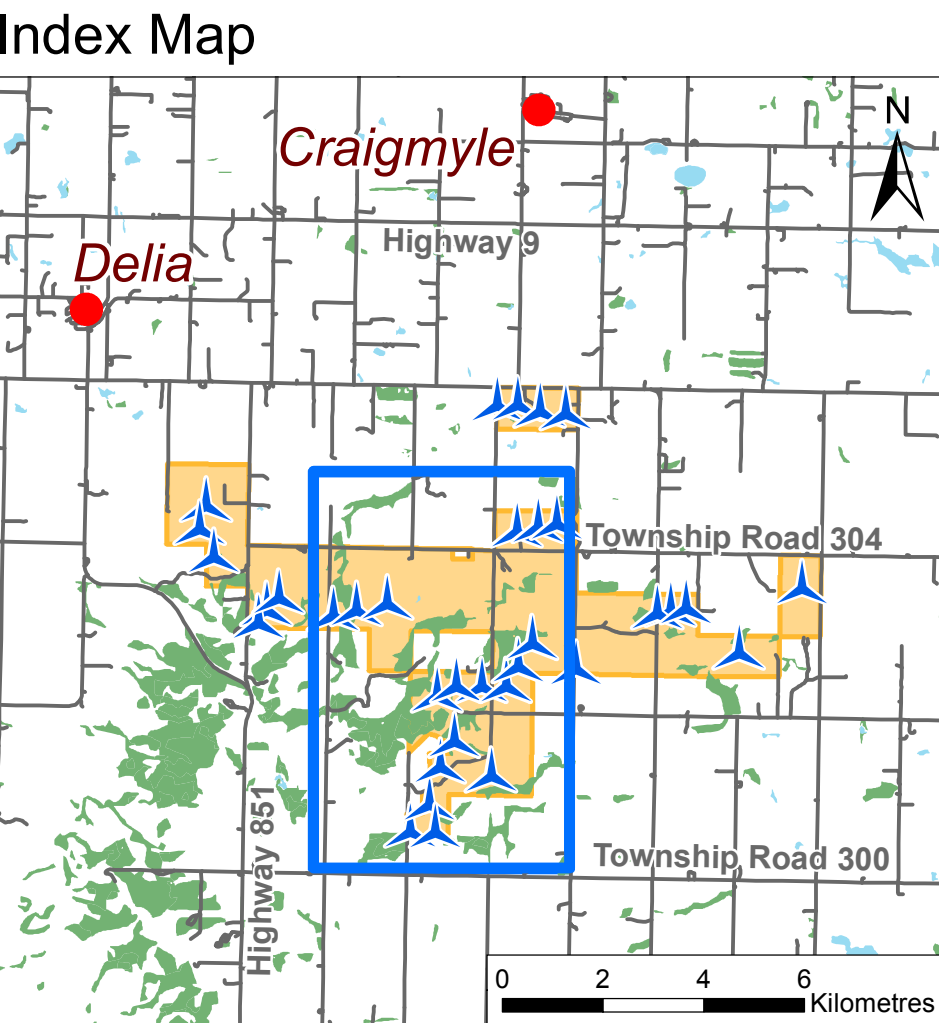 Index Map
N
Craigmyle
Highway 9
Delia
Township Road 304
Township Road 300
Highway 851
0 2 4 6
Kilometres